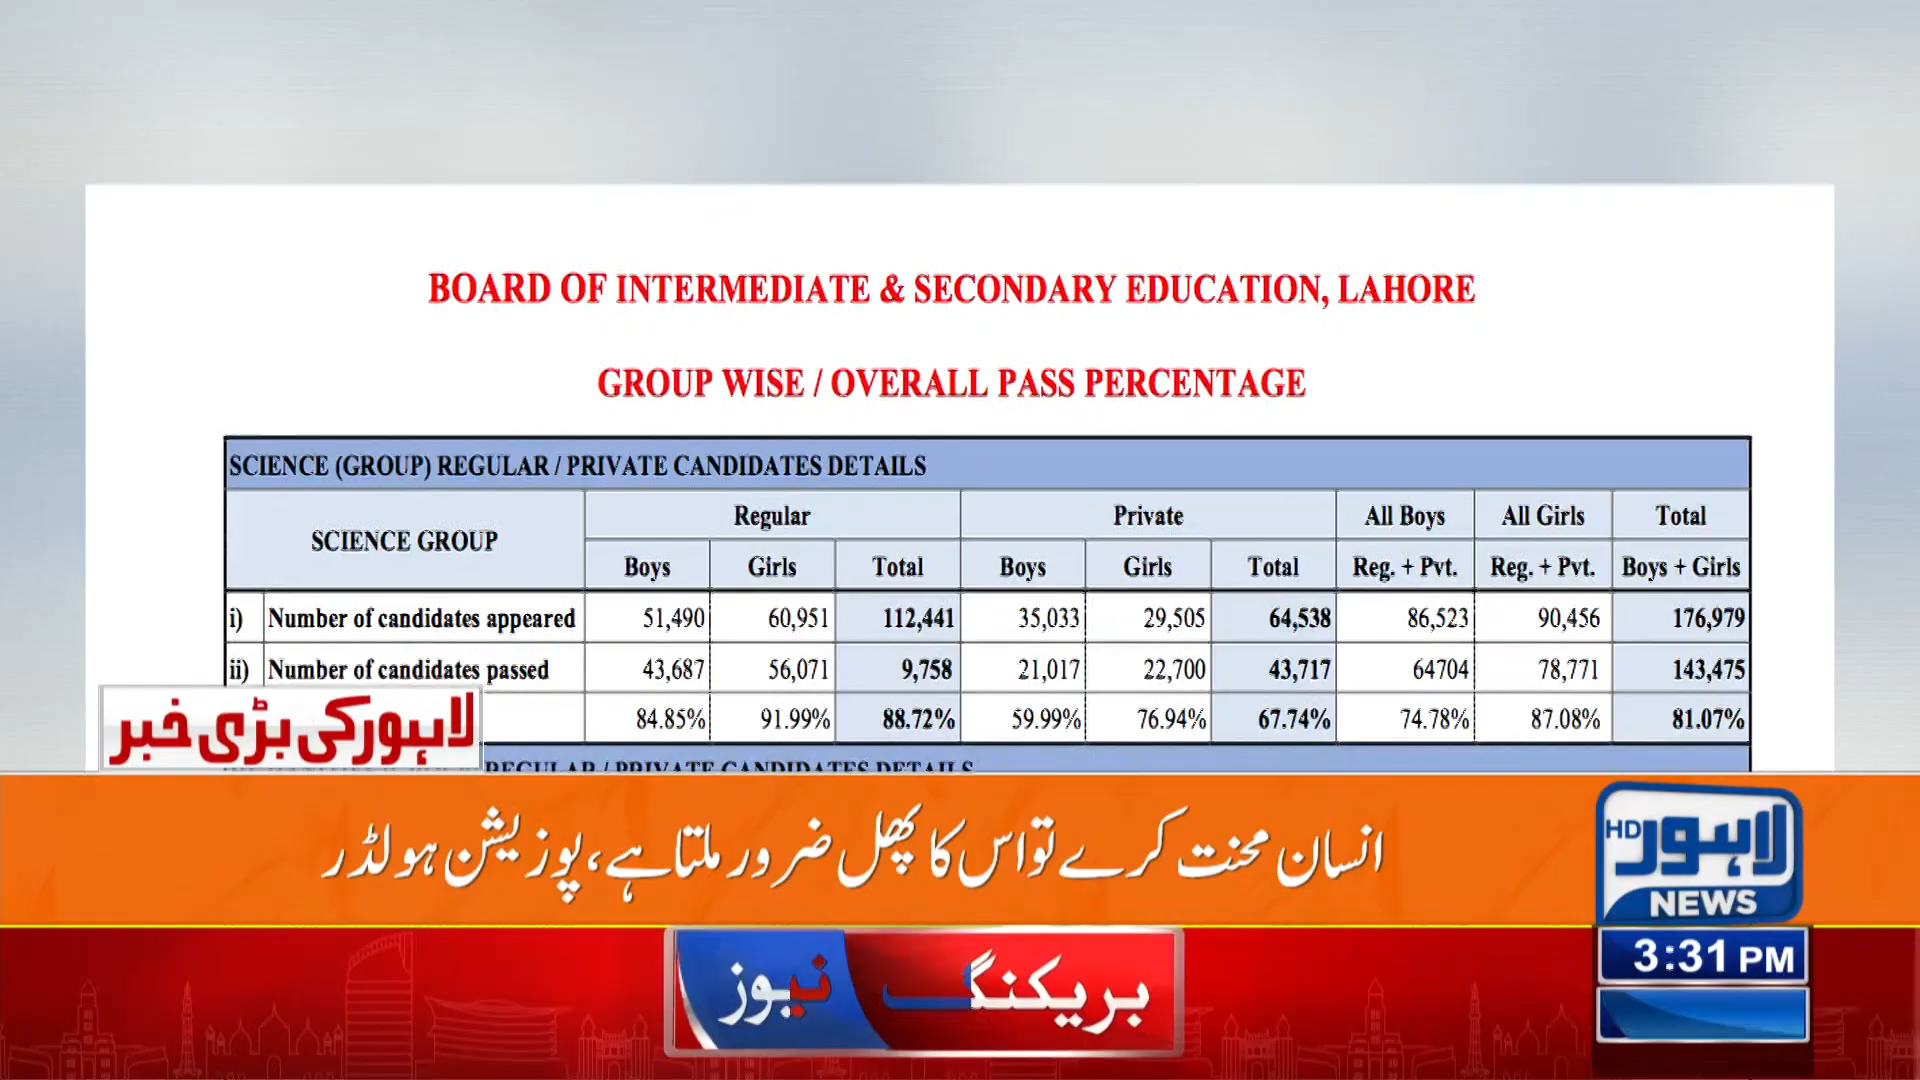 BOARD OF INTERMEDIATE & SECONDARY EDUCATION, LAHORE
GROUP WISE / OVERALL PASS PERCENTAGE
SCIENCE (GROUP) REGULAR / PRIVATE CANDIDATES DETAILS
SCIENCE GROUP Regular Private All Boys All Girls Total
Boys Girls Total Boys Girls Total Reg. + Pvt. Reg. + Pvt. Boys + Girls
i) Number of candidates appeared 51,490 60,951 112,441 35,033 29,505 64,538 86,523 90,456 176,979
ii) Number of candidates passed 43,687 56,071 9,758 21,017 22,700 43,717 64704 78,771 143,475
84.85% 91.99% 88.72% 59.99% 76.94% 67.74% 74.78% 87.08% 81.07%
REGULAR / PRIVATE CANDIDATES DETAILS
لاہور کی بڑی خبر
انسان محنت کرے تو اس کا پھل ضرور ملتا ہے، پوزیشن ہولڈر
لاہور HD
NEWS
3:31 PM
بریکنگ نیوز